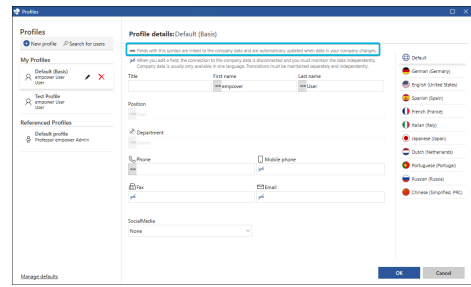 Profiles
Profiles
New profile
Search for users
My Profiles
Default (Basis)
empower User
User
Test Profile
empower User
User
Referenced Profiles
Default profile
Professor empower Admin
Manage defaults
Profile details: Default (Basis)
Fields with this symbol are linked to the company data and are automatically updated when data in your company changes.
When you edit a field, the connection to the company data is disconnected and you must maintain the data independently.
Company data is usually only available in one language. Translations must be maintained separately and independently.
Title
First name
Last name
empower
User
Position
User
Department
Phone
Mobile phone
Fax
Email
SocialMedia
None
Default
German (Germany)
English (United States)
Spanish (Spain)
French (France)
Italian (Italy)
Japanese (Japan)
Dutch (Netherlands)
Portuguese (Portugal)
Russian (Russia)
Chinese (Simplified, PRC)
OK
Cancel